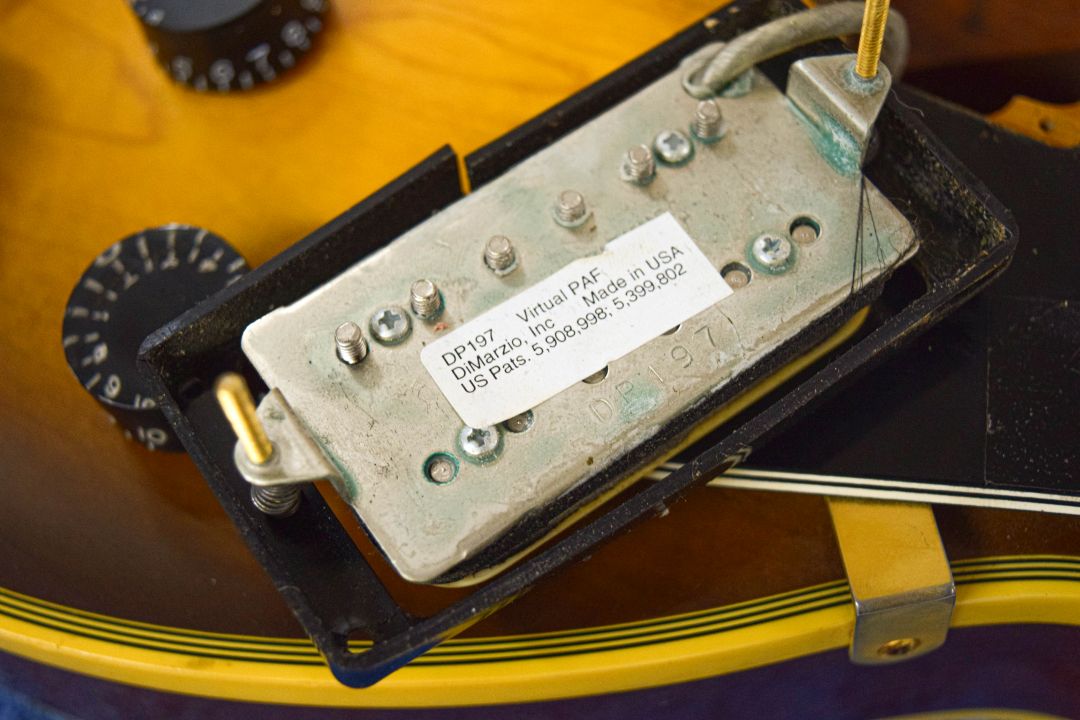 DP197 Virtual PAF
DiMarzio, Inc Made in USA
US Pats. 5,908,998; 5,399,802
DP197